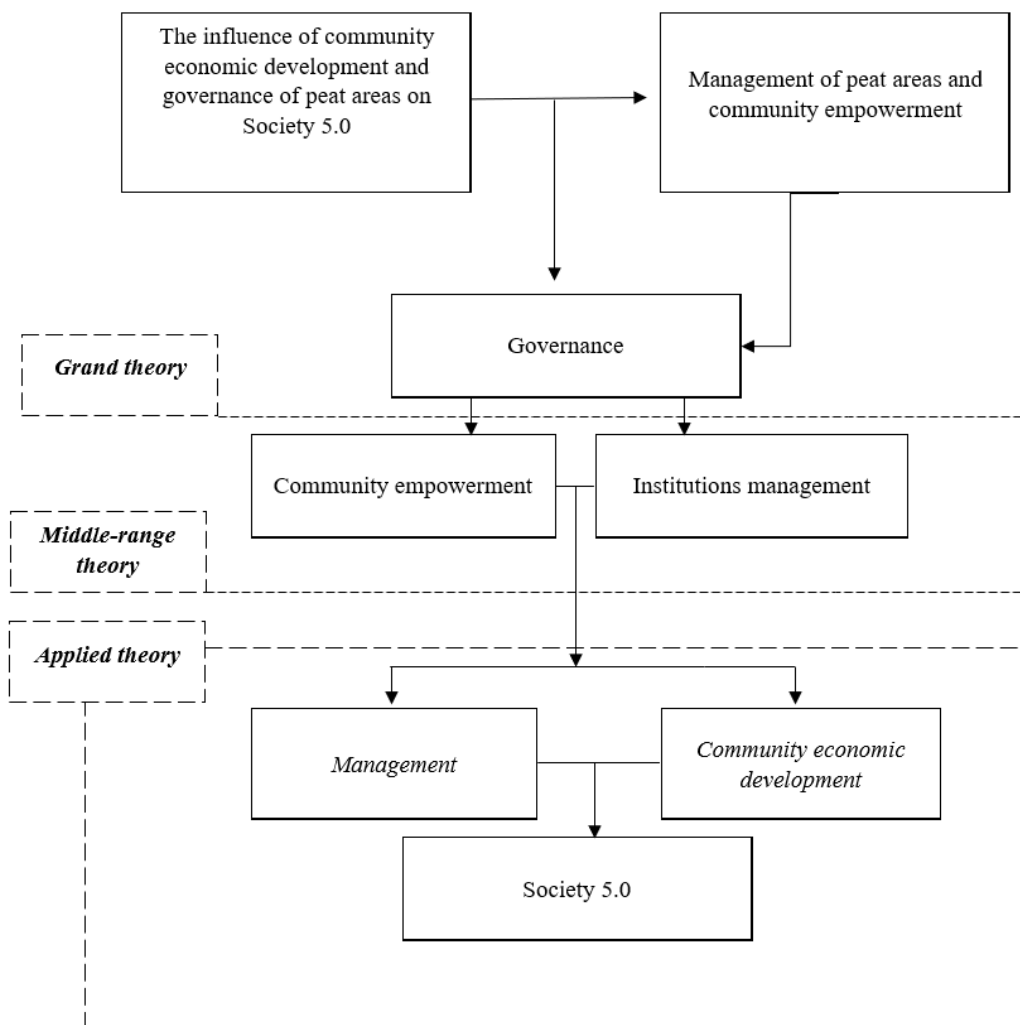 The influence of community
economic development and
governance of peat areas on
Society 5.0
Management of peat areas and
community empowerment
Governance
Grand theory
Community empowerment
Institutions management
Middle-range
theory
Applied theory
Management
Community economic
development
Society 5.0